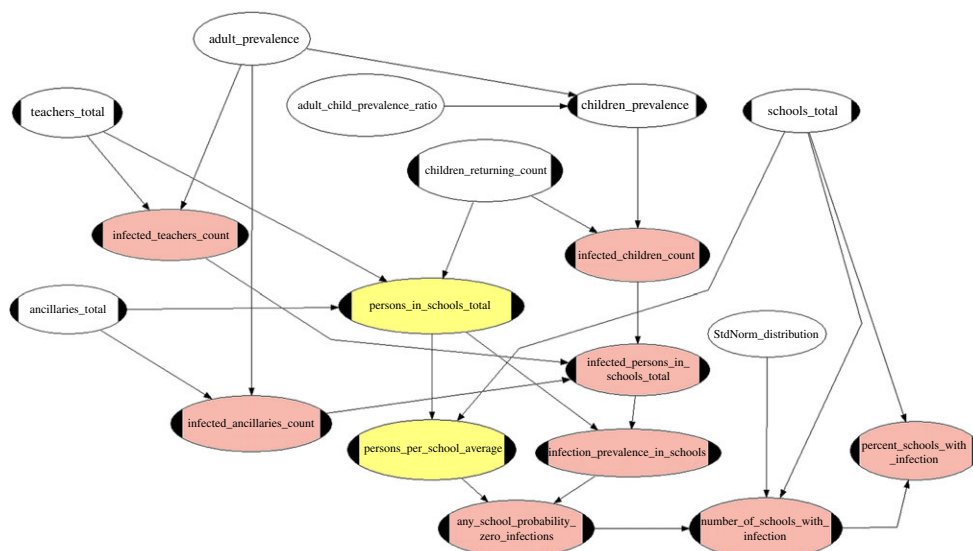 adult_prevalence
adult_child_prevalence_ratio
children_prevalence
teachers_total
schools_total
children_returning_count
infected_teachers_count
infected_children_count
ancillaries_total
persons_in_schools_total
StdNorm_distribution
infected_persons_in_
schools_total
infected_ancillaries_count
persons_per_school_average
infection_prevalence_in_schools
percent_schools_with
_infection
any_school_probability_
zero_infections
number_of_schools_with_
infection